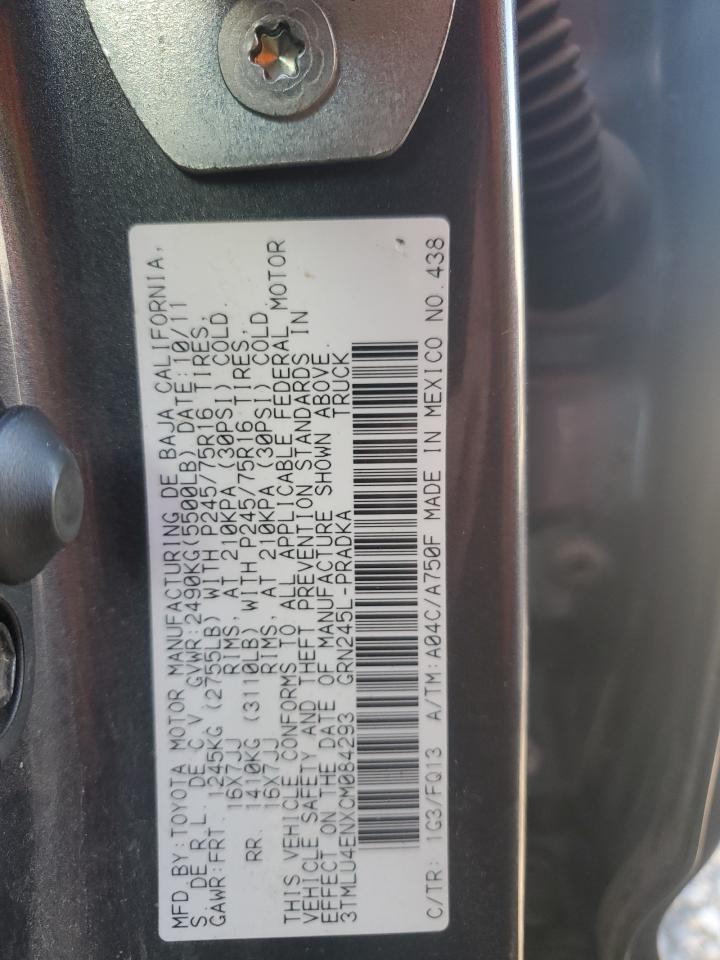 MFD BY:TOYOTA MOTOR MANUFACTURING DE BAJA CALIFORNIA,
S. DE R.L. DE C.V. GVWR:2490KG(5500LB) DATE:10/11
GAWR:FRT. 1245KG (2755LB) WITH P245/75R16 TIRES,
16X7JJ RIMS, AT 210KPA (30PSI) COLD
RR. 1410KG (3110LB) WITH P245/75R16 TIRES,
16X7JJ RIMS, AT 210KPA (30PSI) COLD
THIS VEHICLE CONFORMS TO ALL APPLICABLE FEDERAL MOTOR
VEHICLE SAFETY AND THEFT PREVENTION STANDARDS IN
EFFECT ON THE DATE OF MANUFACTURE SHOWN ABOVE.
3TMLU4ENXCM084293 GRN245L-PRADKA TRUCK
C/TR: 1G3/FQ13 A/TM:A04C/A750F MADE IN MEXICO NO.438